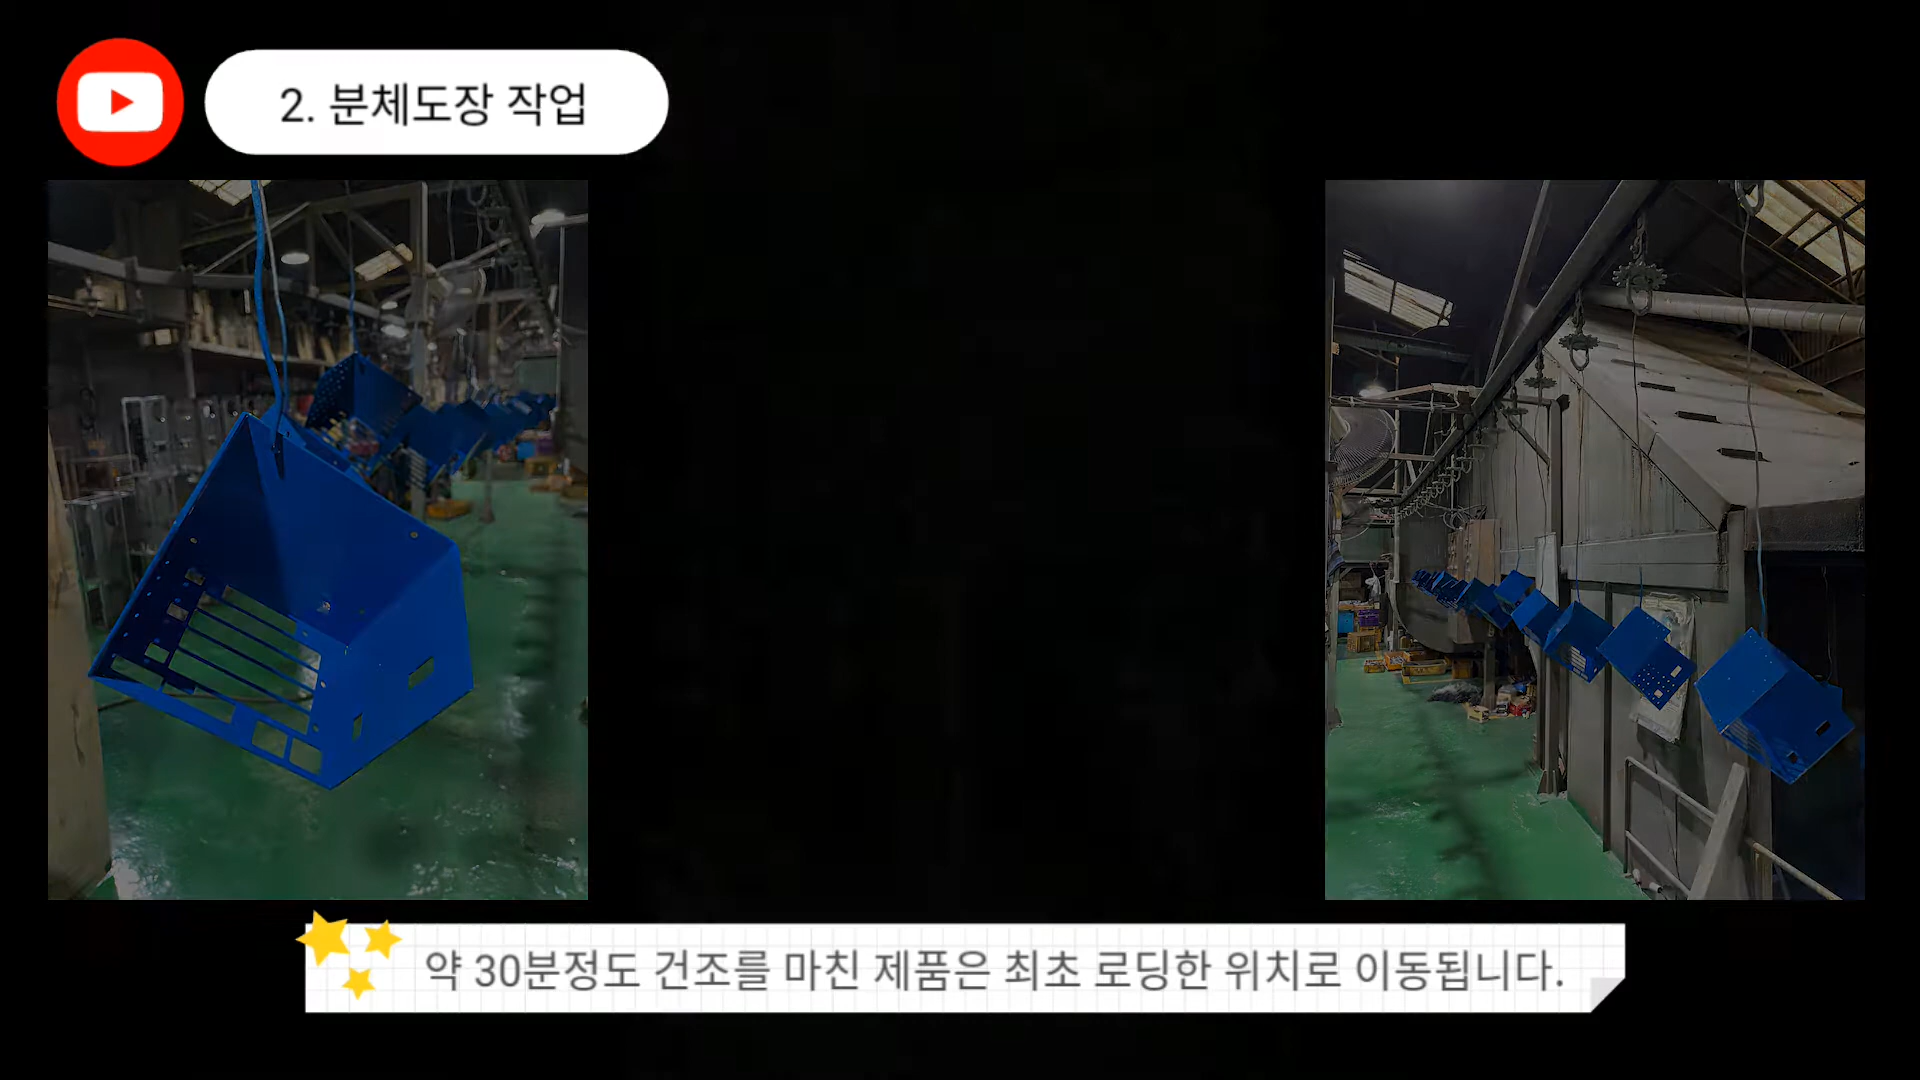 2. 분체도장 작업
약 30분정도 건조를 마친 제품은 최초 로딩한 위치로 이동됩니다.